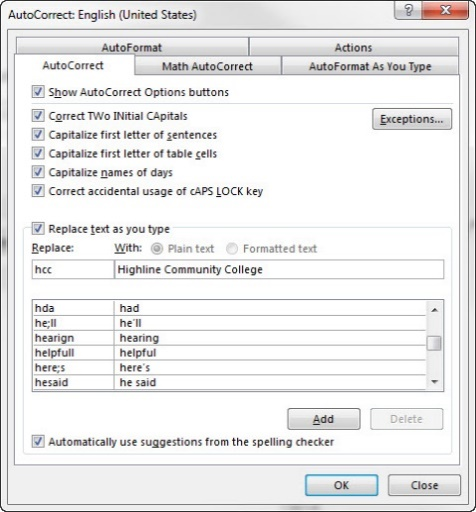 AutoCorrect: English (United States)
AutoFormat Actions
AutoCorrect Math AutoCorrect AutoFormat As You Type
Show AutoCorrect Options buttons
Correct TWo INitial CApitals Exceptions...
Capitalize first letter of sentences
Capitalize first letter of table cells
Capitalize names of days
Correct accidental usage of cAPS LOCK key
Replace text as you type
Replace: With: Plain text Formatted text
hcc Highline Community College
hda had
he;ll he'll
hearign hearing
helpfull helpful
here;s here's
hesaid he said
Add Delete
Automatically use suggestions from the spelling checker
OK Close